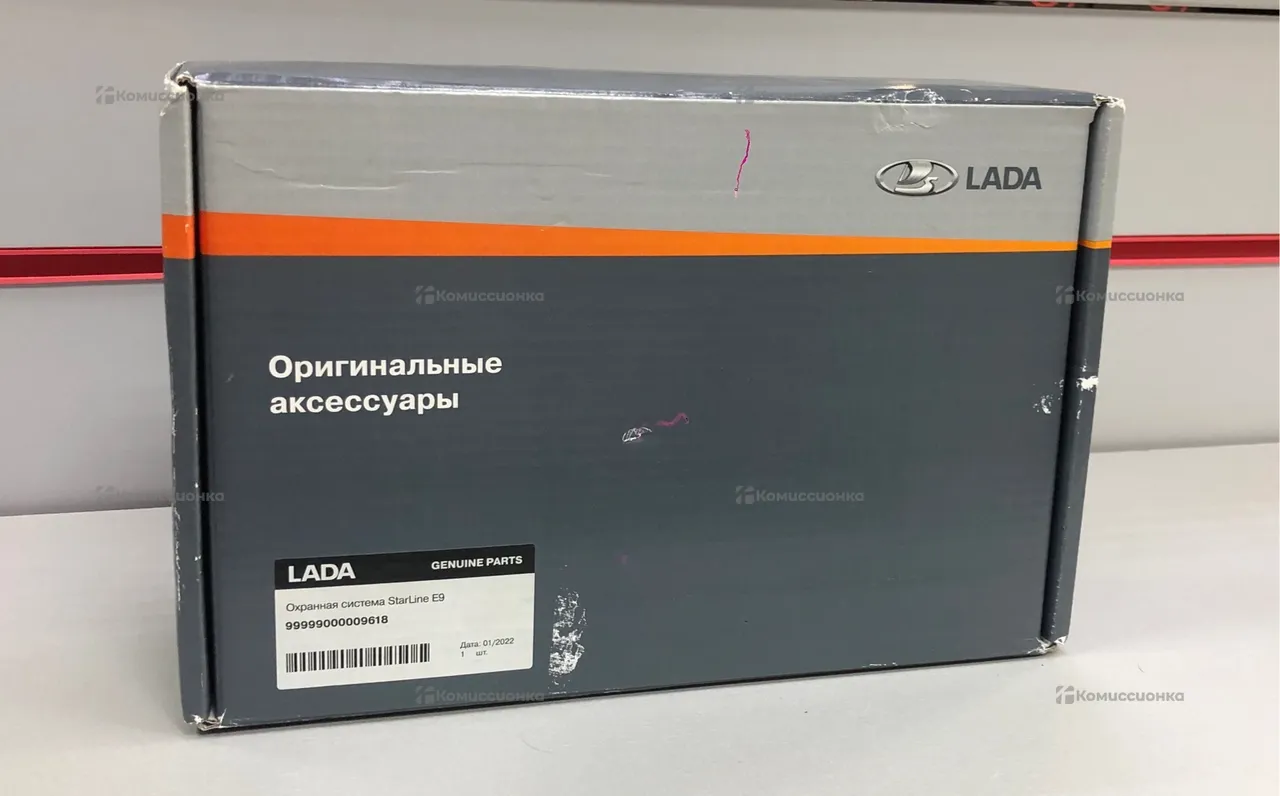 Комиссионка
LADA
Комиссионка
Комиссионка
Оригинальные
аксессуары
Комиссионка
Комиссионка
LADA GENUINE PARTS
Охранная система StarLine E9
99999000009618
Дата: 01/2022
1 шт.
Комиссионка
Комиссионка